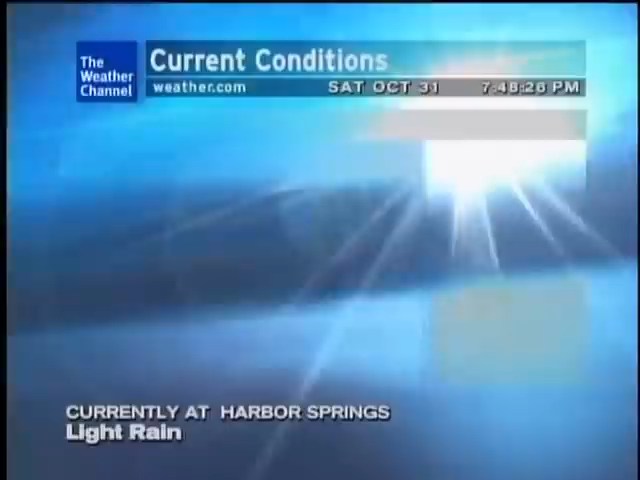 The
Weather
Channel
Current Conditions
weather.com SAT OCT 31 7:48:26 PM
CURRENTLY AT HARBOR SPRINGS
Light Rain